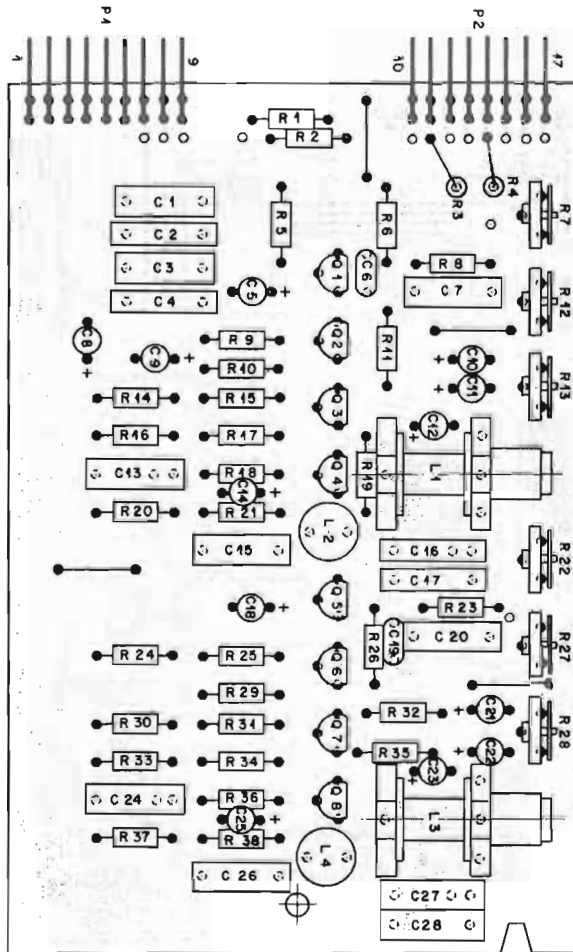 P1
P2
1
9
10
17
R1
R2
R3
R4
R7
C1
R5
R6
C2
C3
Q1
C6
R8
C4
C5
C7
R12
C8
R9
Q2
R11
C9
C10
R10
C11
R13
R14
R15
Q3
R16
R17
C12
C13
R18
Q4
R19
L1
C14
R20
R21
L2
C15
C16
R22
C17
C18
Q5
R23
R26
C19
C20
R27
R24
R25
Q6
R29
R30
R31
R32
C21
R28
Q7
R33
R34
R35
C22
C23
C24
R36
Q8
L3
C25
R37
R38
L4
C26
C27
C28